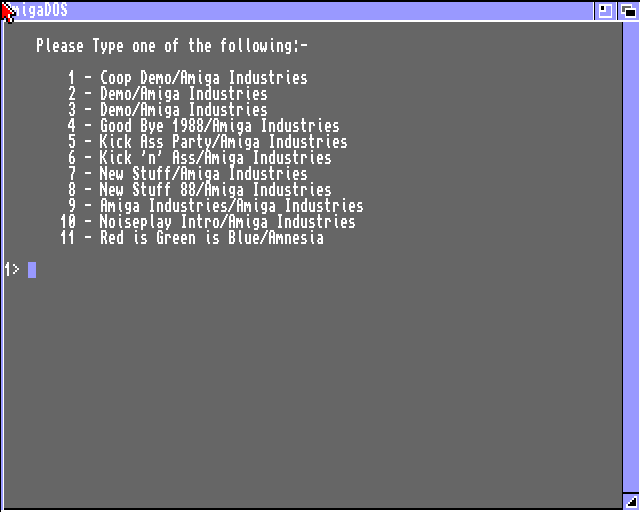 AmigaDOS
Please Type one of the following:-
1 - Coop Demo/Amiga Industries
2 - Demo/Amiga Industries
3 - Demo/Amiga Industries
4 - Good Bye 1988/Amiga Industries
5 - Kick Ass Party/Amiga Industries
6 - Kick 'n' Ass/Amiga Industries
7 - New Stuff/Amiga Industries
8 - New Stuff 88/Amiga Industries
9 - Amiga Industries/Amiga Industries
10 - Noiseplay Intro/Amiga Industries
11 - Red is Green is Blue/Amnesia
1>